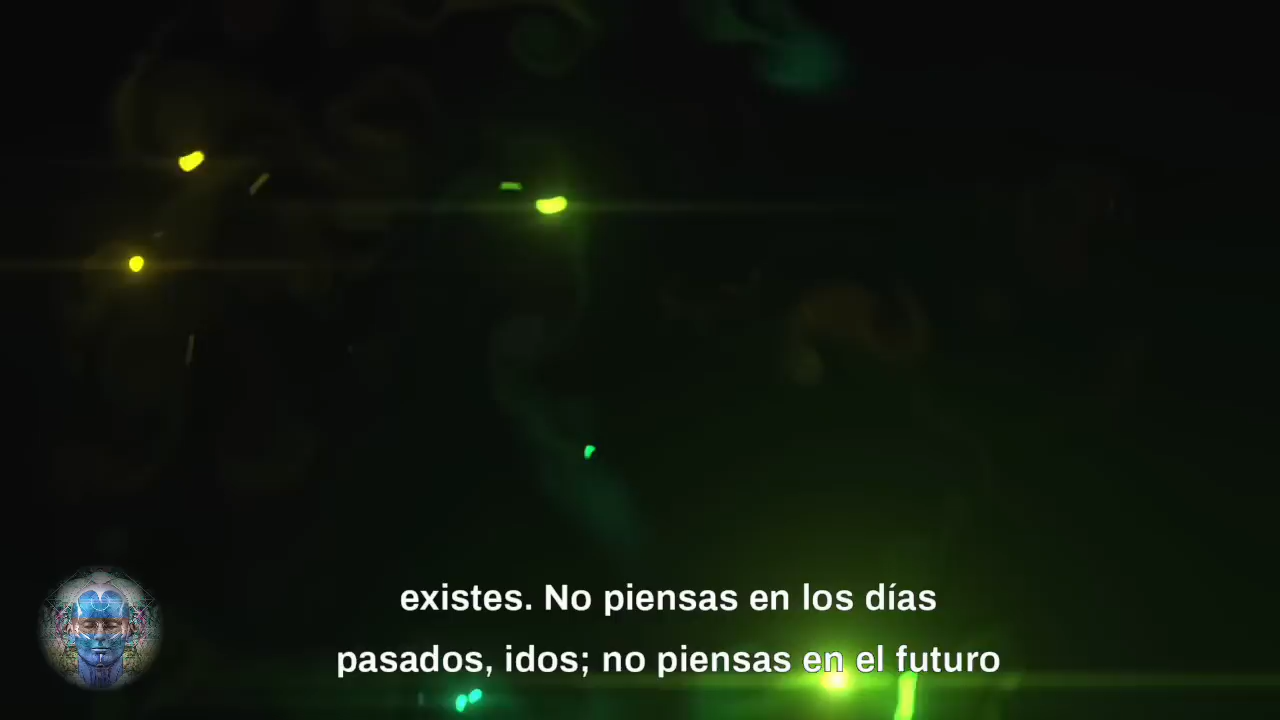 existes. No piensas en los días
pasados, idos; no piensas en el futuro